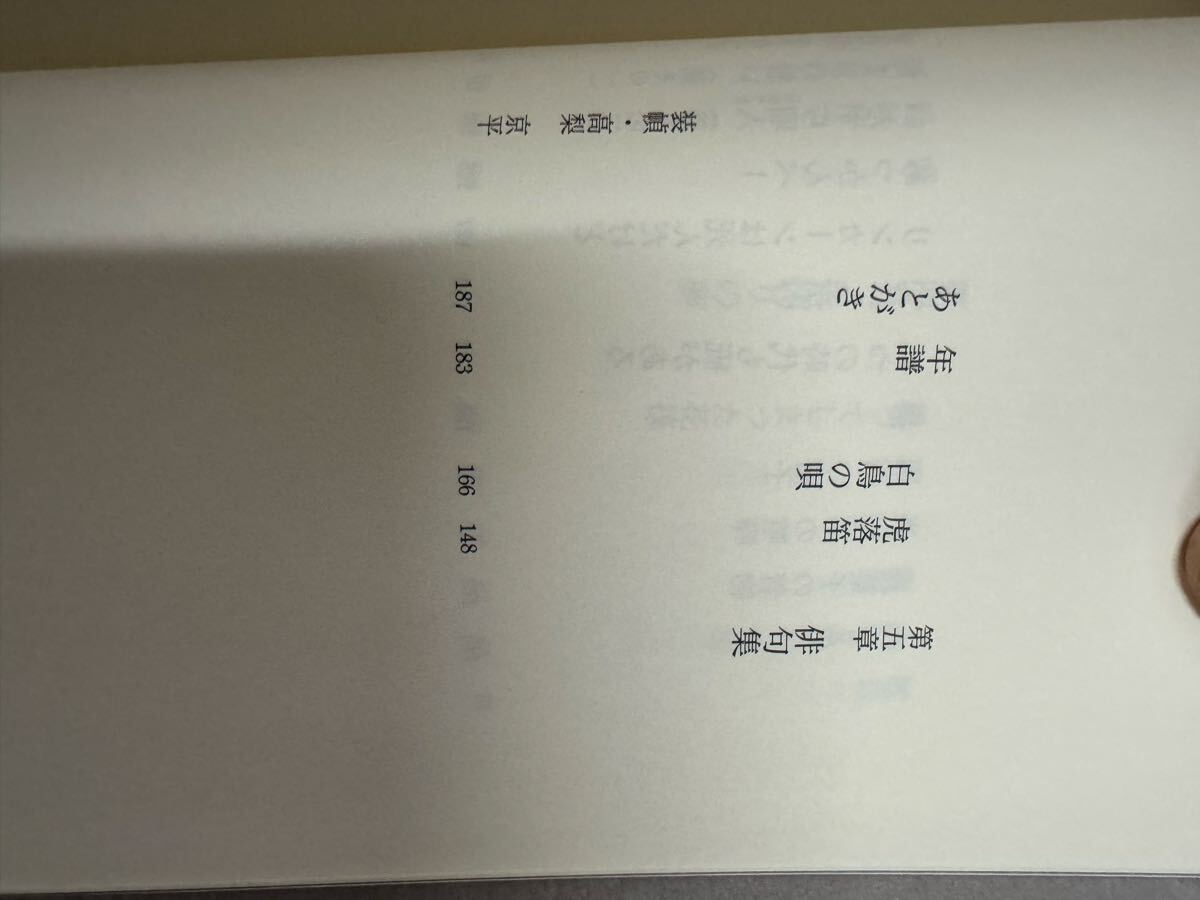 第五章 俳句集
虎落笛 148
白鳥の唄 166
年譜 183
あとがき 187
装幀・高梨 京平